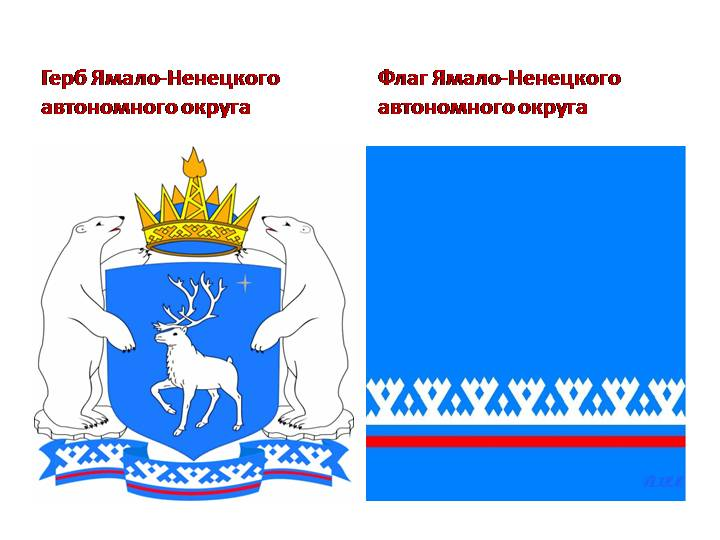 Герб Ямало-Ненецкого
автономного округа
Флаг Ямало-Ненецкого
автономного округа